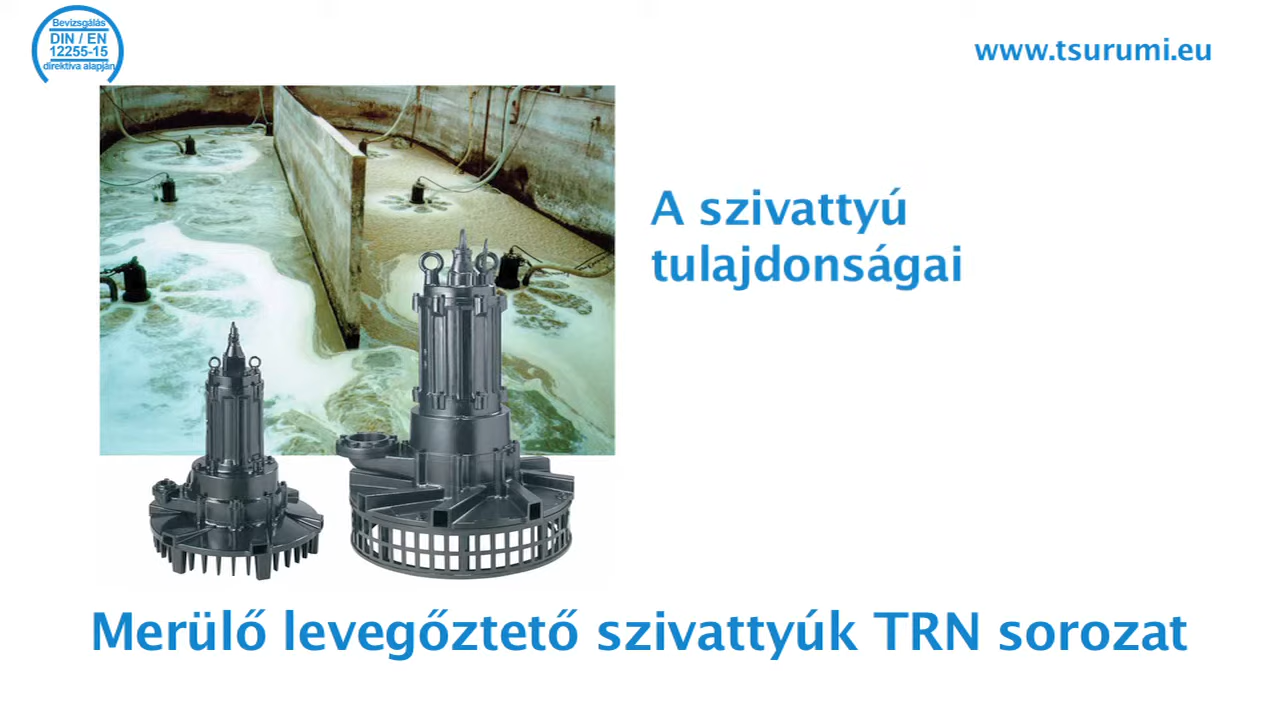 Bevizsgálás
DIN / EN
12255-15
direktíva alapján
www.tsurumi.eu
A szivattyú
tulajdonságai
Merülő levegőztető szivattyúk TRN sorozat